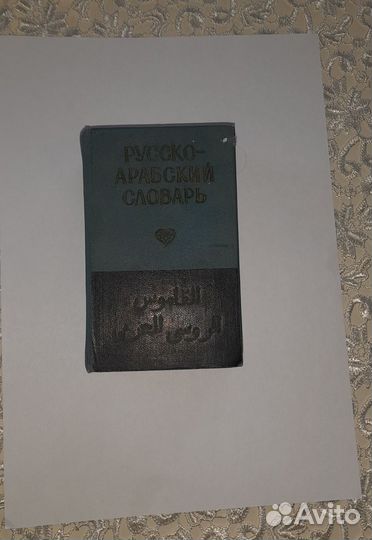 РУССКО-
АРАБСКИЙ
СЛОВАРЬ
القاموس
الروسي العربي
Avito